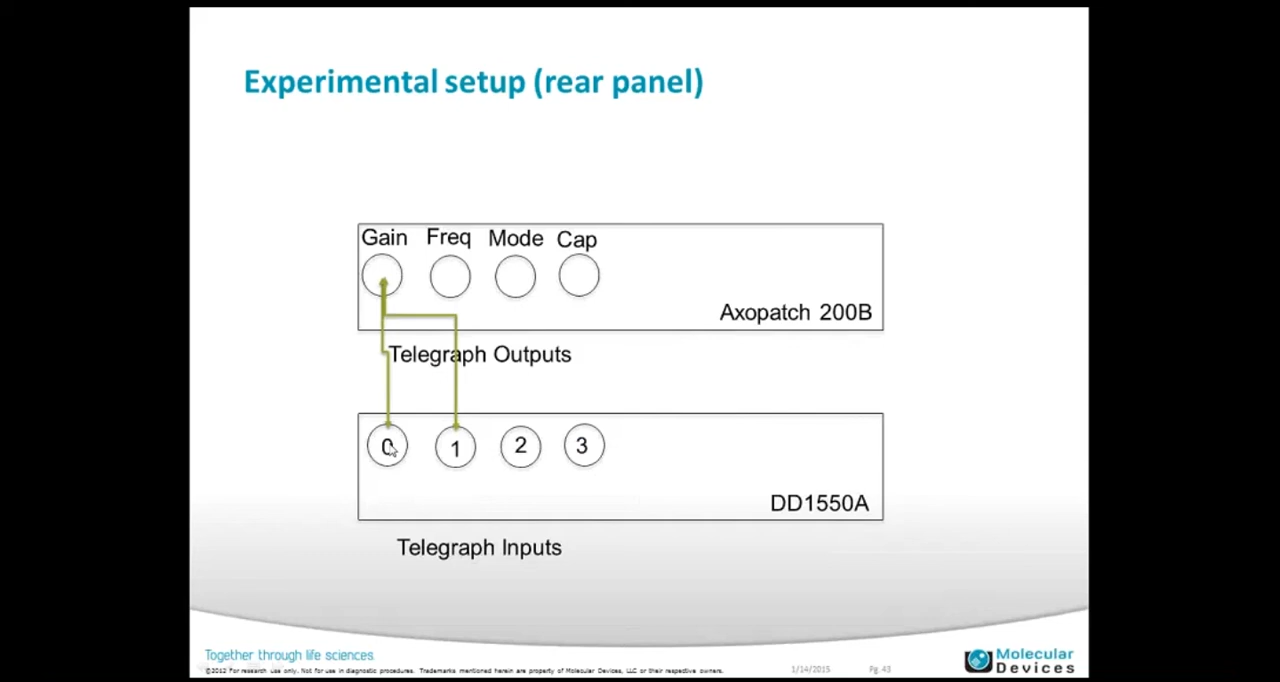 Experimental setup (rear panel)
Gain Freq Mode Cap
Axopatch 200B
Telegraph Outputs
0 1 2 3
DD1550A
Telegraph Inputs
Together through life sciences.
©2012 For research use only. Not for use in diagnostic procedures. Trademarks mentioned herein are property of Molecular Devices, LLC or their respective owners.
1/14/2015 Pg. 43
Molecular
Devices